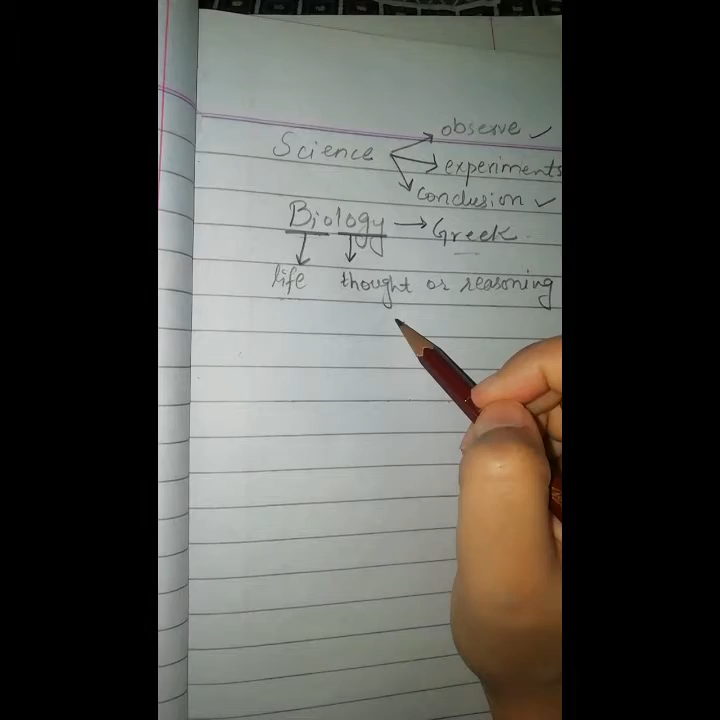 observe ✓
Science → experiments
conclusion ✓
Biology → Greek
life thought or reasoning